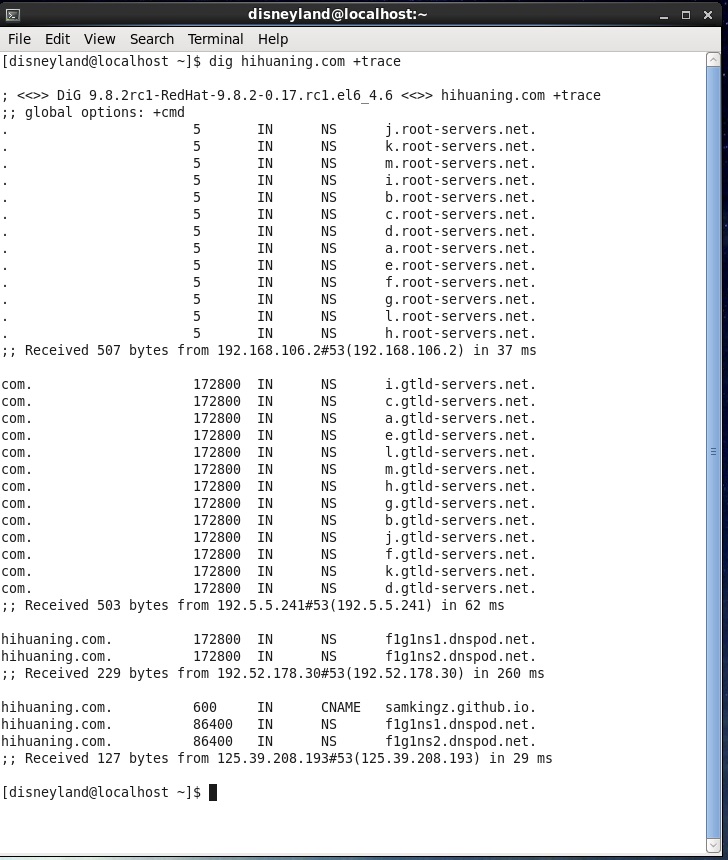 disneyland@localhost:~
File Edit View Search Terminal Help
[disneyland@localhost ~]$ dig hihuaning.com +trace
; <<>> DiG 9.8.2rc1-RedHat-9.8.2-0.17.rc1.el6_4.6 <<>> hihuaning.com +trace
;; global options: +cmd
. 5 IN NS j.root-servers.net.
. 5 IN NS k.root-servers.net.
. 5 IN NS m.root-servers.net.
. 5 IN NS i.root-servers.net.
. 5 IN NS b.root-servers.net.
. 5 IN NS c.root-servers.net.
. 5 IN NS d.root-servers.net.
. 5 IN NS a.root-servers.net.
. 5 IN NS e.root-servers.net.
. 5 IN NS f.root-servers.net.
. 5 IN NS g.root-servers.net.
. 5 IN NS l.root-servers.net.
. 5 IN NS h.root-servers.net.
;; Received 507 bytes from 192.168.106.2#53(192.168.106.2) in 37 ms
com. 172800 IN NS i.gtld-servers.net.
com. 172800 IN NS c.gtld-servers.net.
com. 172800 IN NS a.gtld-servers.net.
com. 172800 IN NS e.gtld-servers.net.
com. 172800 IN NS l.gtld-servers.net.
com. 172800 IN NS m.gtld-servers.net.
com. 172800 IN NS h.gtld-servers.net.
com. 172800 IN NS g.gtld-servers.net.
com. 172800 IN NS b.gtld-servers.net.
com. 172800 IN NS j.gtld-servers.net.
com. 172800 IN NS f.gtld-servers.net.
com. 172800 IN NS k.gtld-servers.net.
com. 172800 IN NS d.gtld-servers.net.
;; Received 503 bytes from 192.5.5.241#53(192.5.5.241) in 62 ms
hihuaning.com. 172800 IN NS f1g1ns1.dnspod.net.
hihuaning.com. 172800 IN NS f1g1ns2.dnspod.net.
;; Received 229 bytes from 192.52.178.30#53(192.52.178.30) in 260 ms
hihuaning.com. 600 IN CNAME samkingz.github.io.
hihuaning.com. 86400 IN NS f1g1ns1.dnspod.net.
hihuaning.com. 86400 IN NS f1g1ns2.dnspod.net.
;; Received 127 bytes from 125.39.208.193#53(125.39.208.193) in 29 ms
[disneyland@localhost ~]$